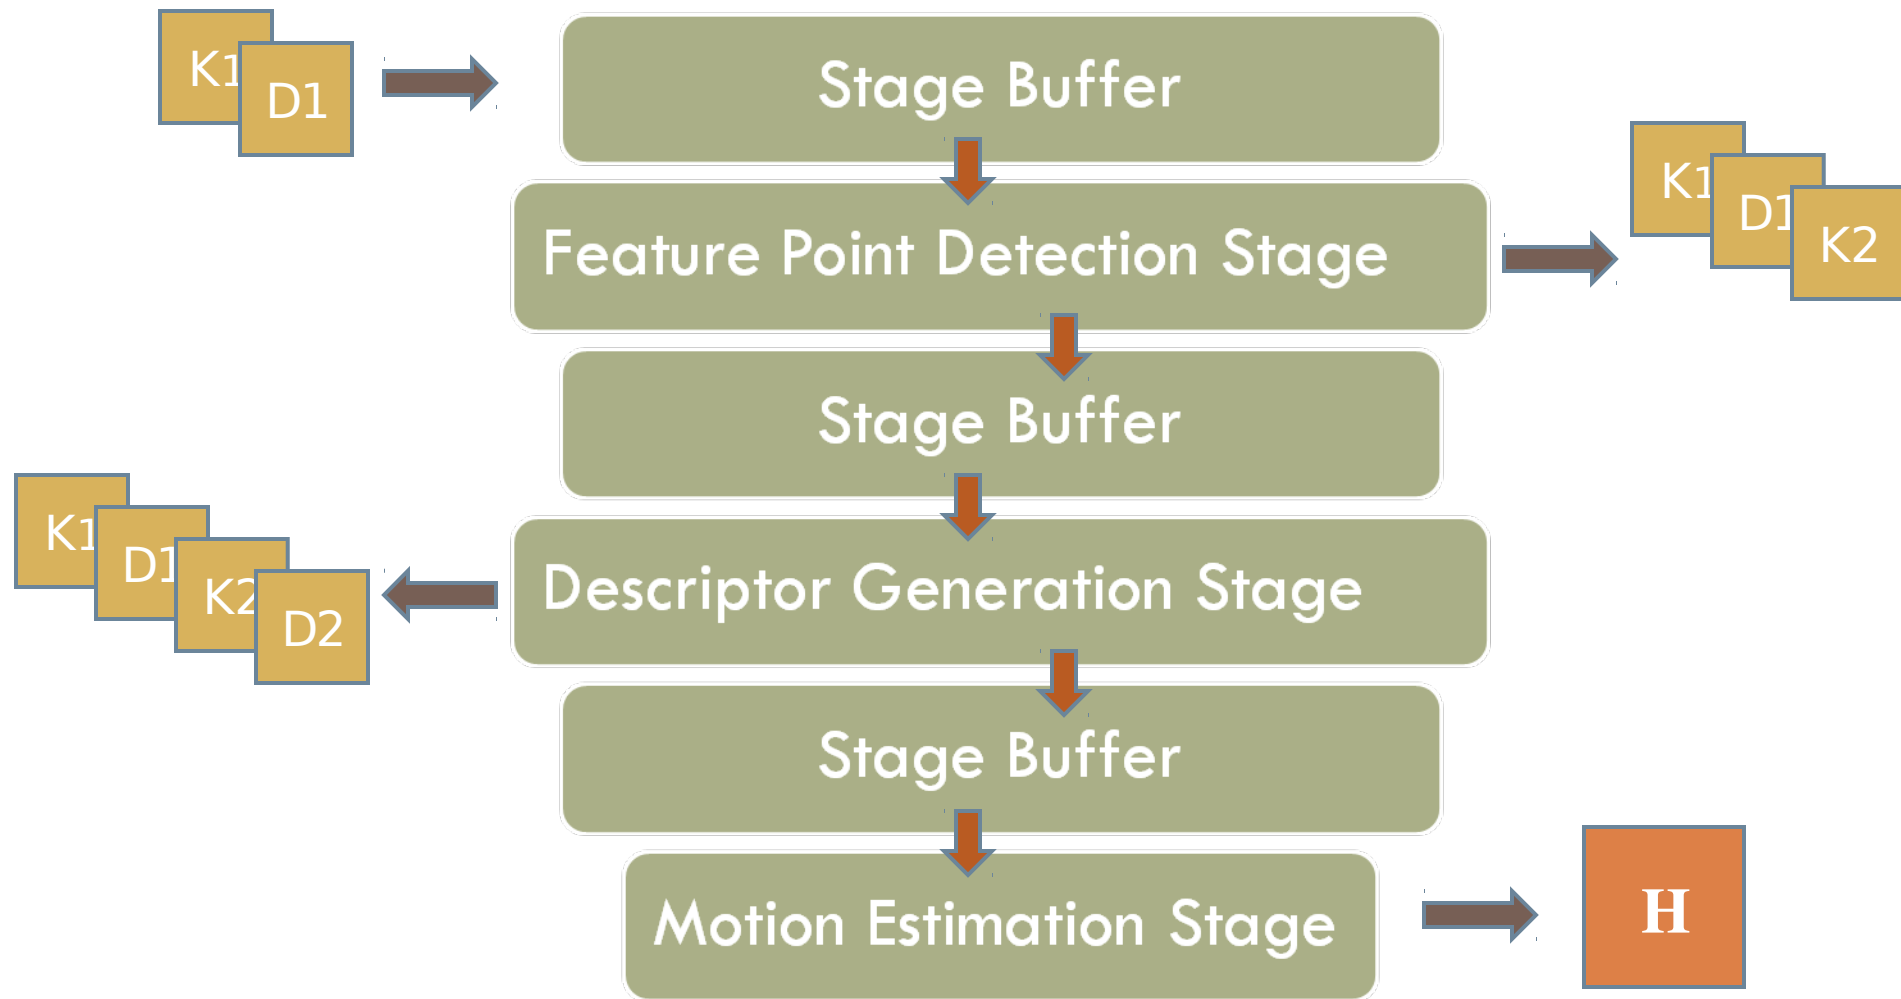 K1
D1
Stage Buffer
Feature Point Detection Stage
K1
D1
K2
Stage Buffer
K1
D1
K2
D2
Descriptor Generation Stage
Stage Buffer
Motion Estimation Stage
H